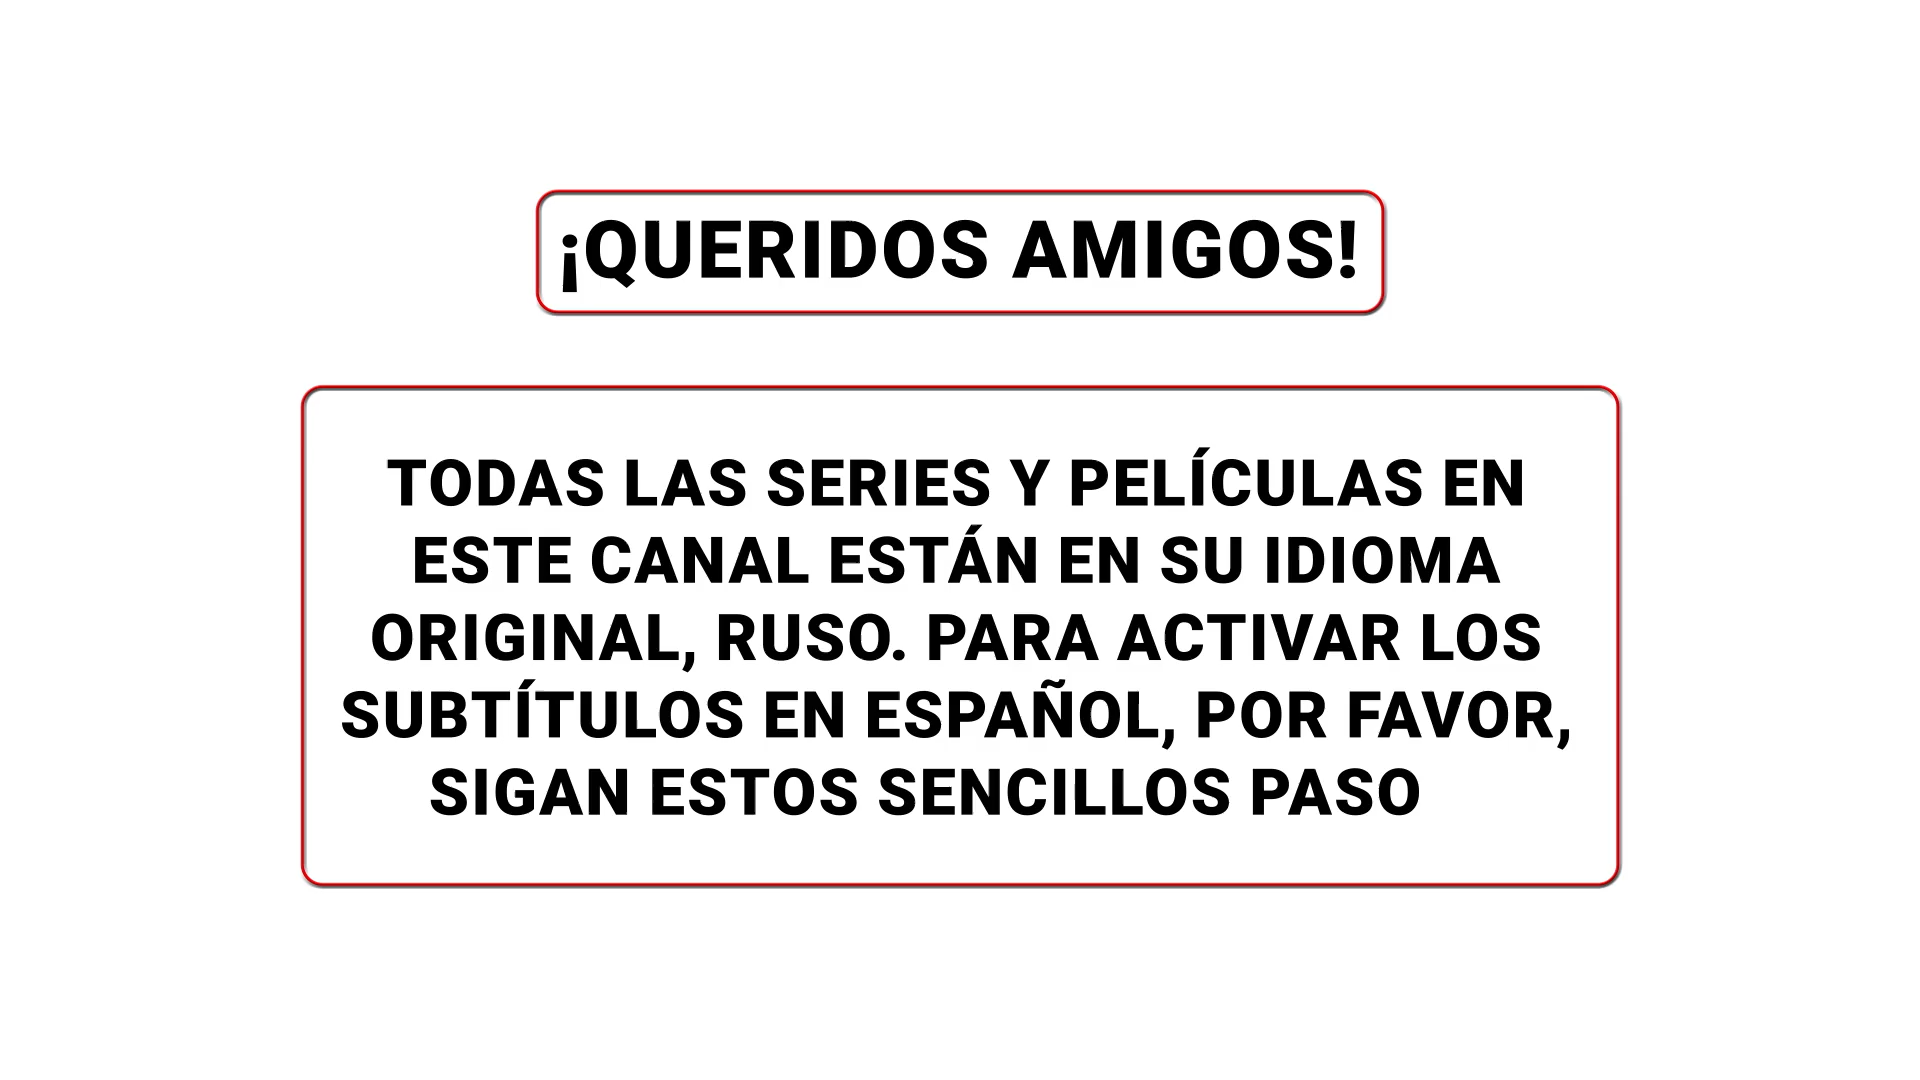 ¡QUERIDOS AMIGOS!
TODAS LAS SERIES Y PELÍCULAS EN
ESTE CANAL ESTÁN EN SU IDIOMA
ORIGINAL, RUSO. PARA ACTIVAR LOS
SUBTÍTULOS EN ESPAÑOL, POR FAVOR,
SIGAN ESTOS SENCILLOS PASO